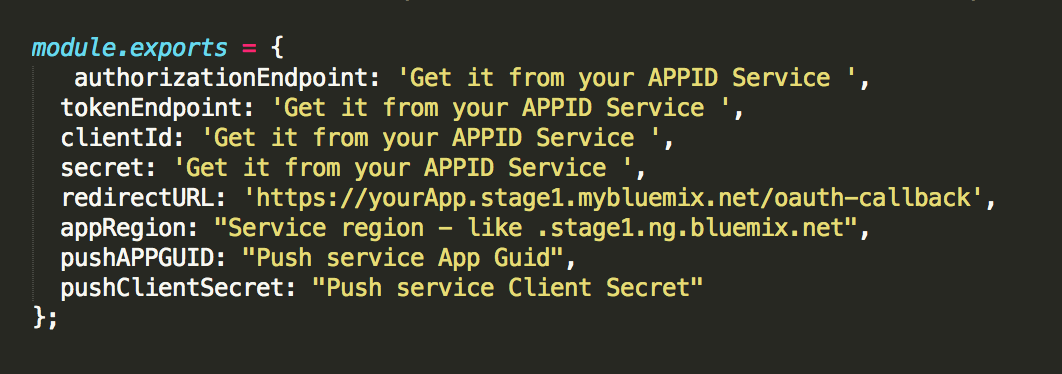 module.exports = {
authorizationEndpoint: 'Get it from your APPID Service ',
tokenEndpoint: 'Get it from your APPID Service ',
clientId: 'Get it from your APPID Service ',
secret: 'Get it from your APPID Service ',
redirectURL: 'https://yourApp.stage1.mybluemix.net/oauth-callback',
appRegion: "Service region - like .stage1.ng.bluemix.net",
pushAPPGUID: "Push service App Guid",
pushClientSecret: "Push service Client Secret"
};